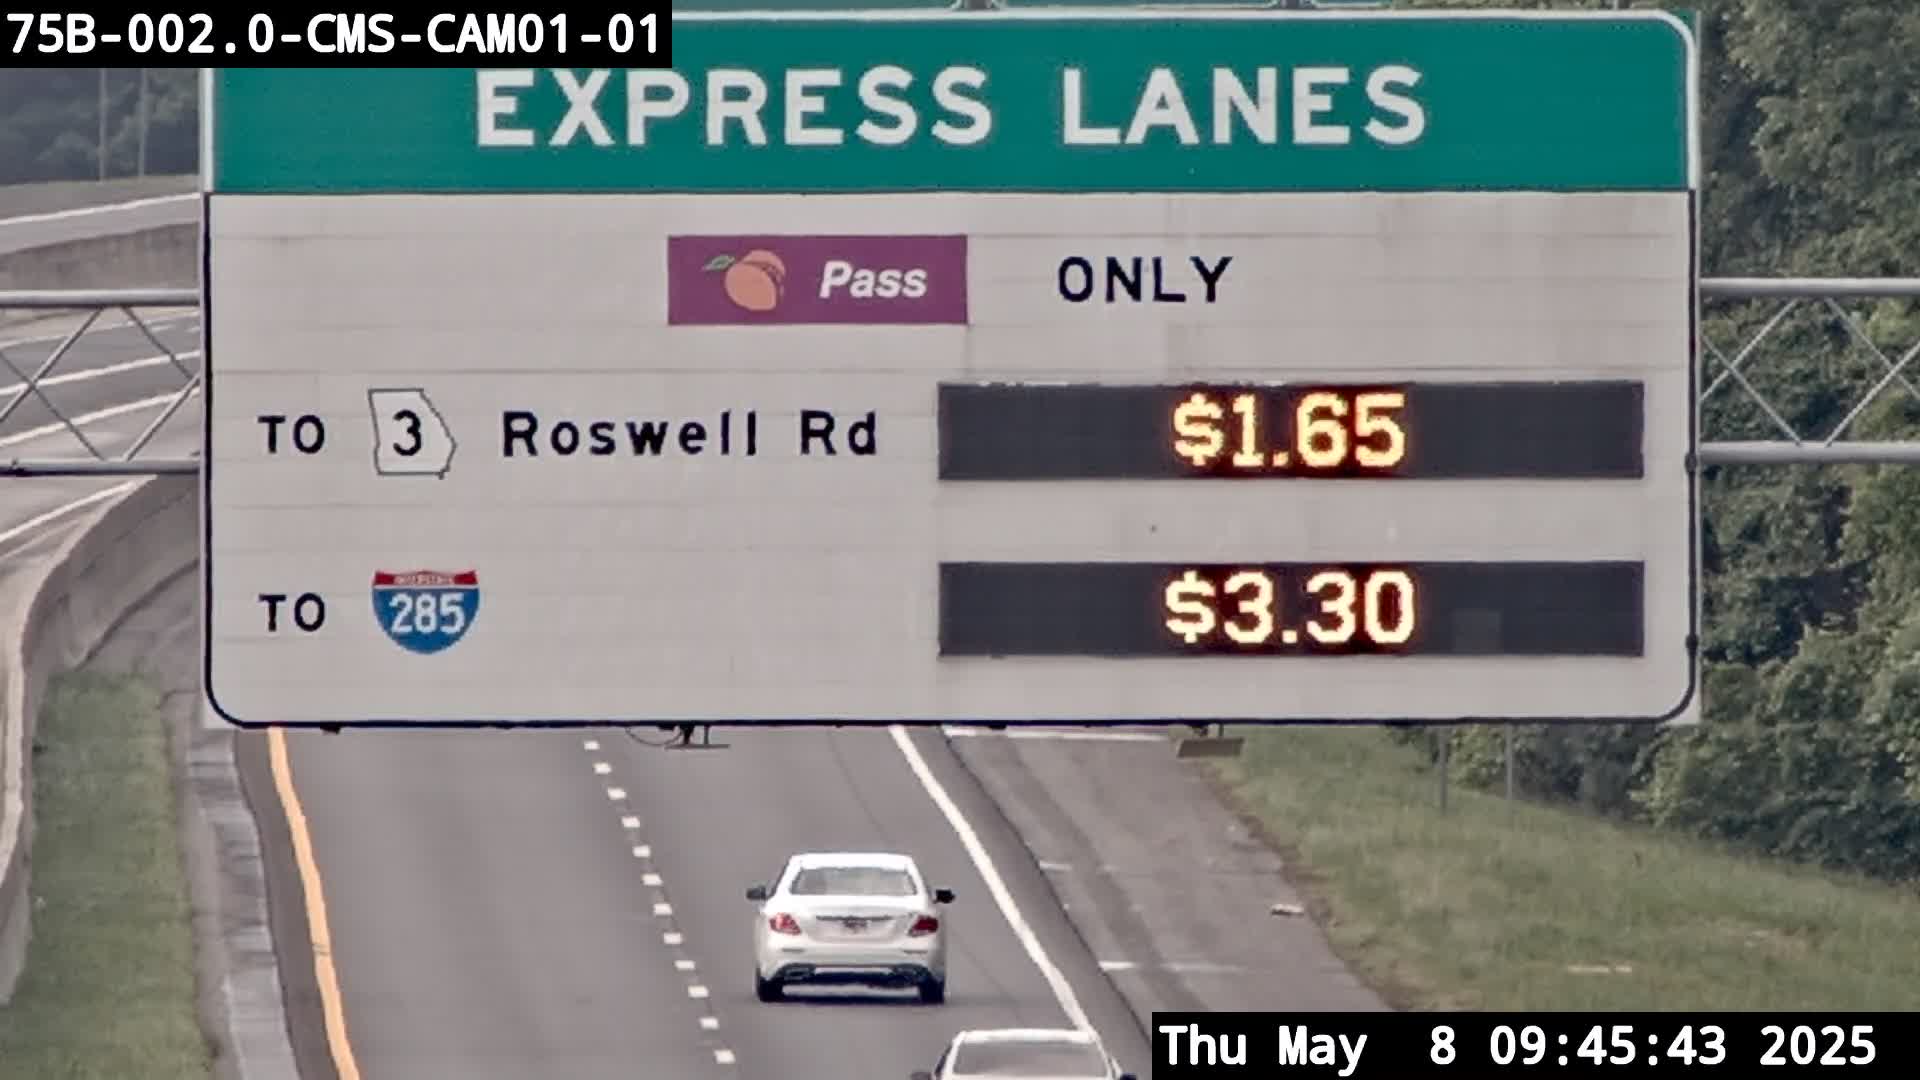 75B-002.0-CMS-CAM01-01
EXPRESS LANES
Pass ONLY
TO 3 Roswell Rd $1.65
TO INTERSTATE 285 $3.30
Thu May 8 09:45:43 2025